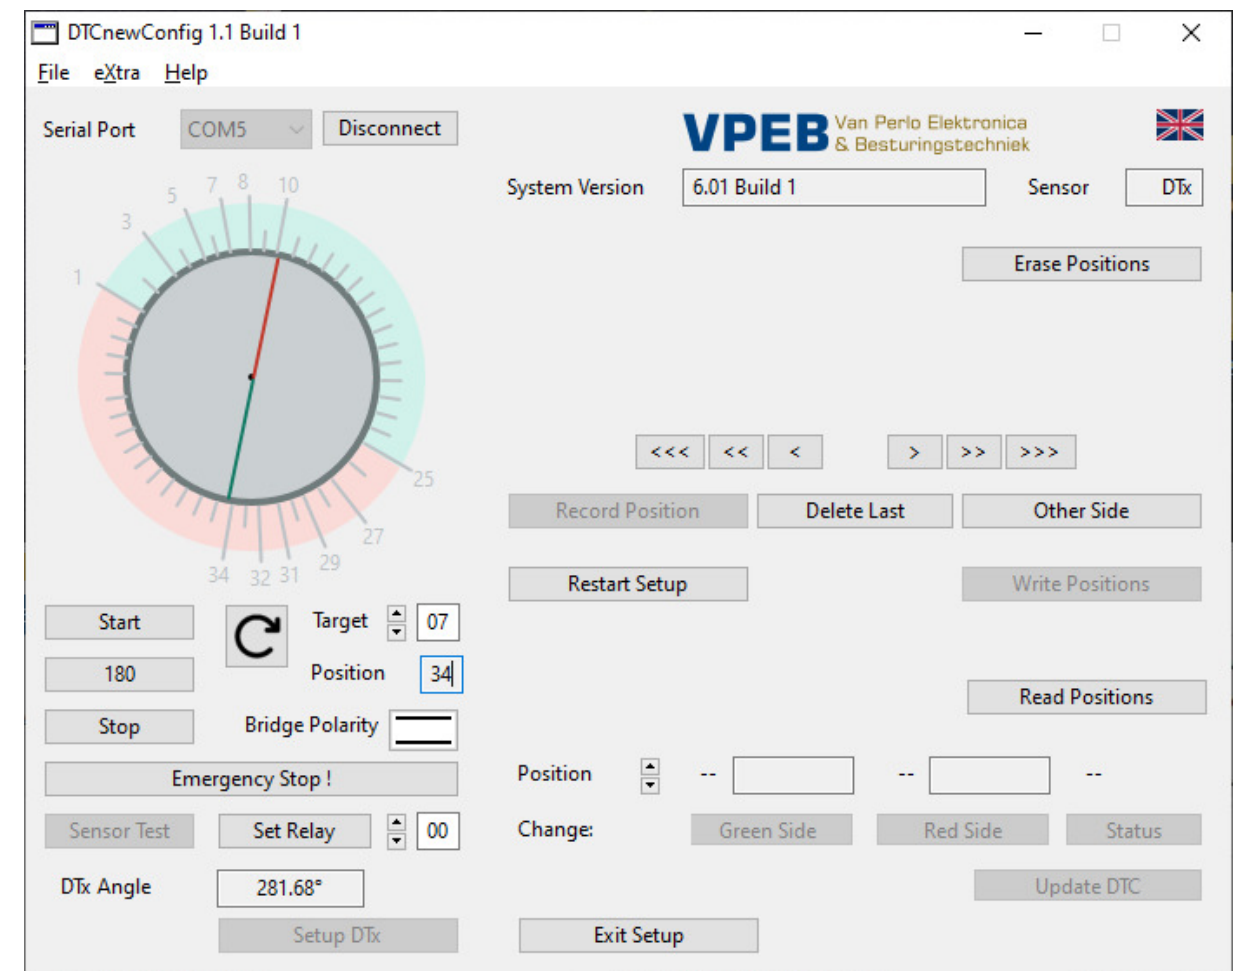 DTCnewConfig 1.1 Build 1
File eXtra Help
Serial Port COM5 Disconnect
VPEB Van Perlo Elektronica
& Besturingstechniek
System Version 6.01 Build 1 Sensor DTx
1 3 5 7 8 10
Erase Positions
<<< << < > >> >>>
25
27
29
34 32 31
Record Position Delete Last Other Side
Restart Setup Write Positions
Start Target 07
180 Position 34
Read Positions
Stop Bridge Polarity
Emergency Stop !
Position -- -- --
Sensor Test Set Relay 00
Change: Green Side Red Side Status
DTx Angle 281.68°
Update DTC
Setup DTx
Exit Setup